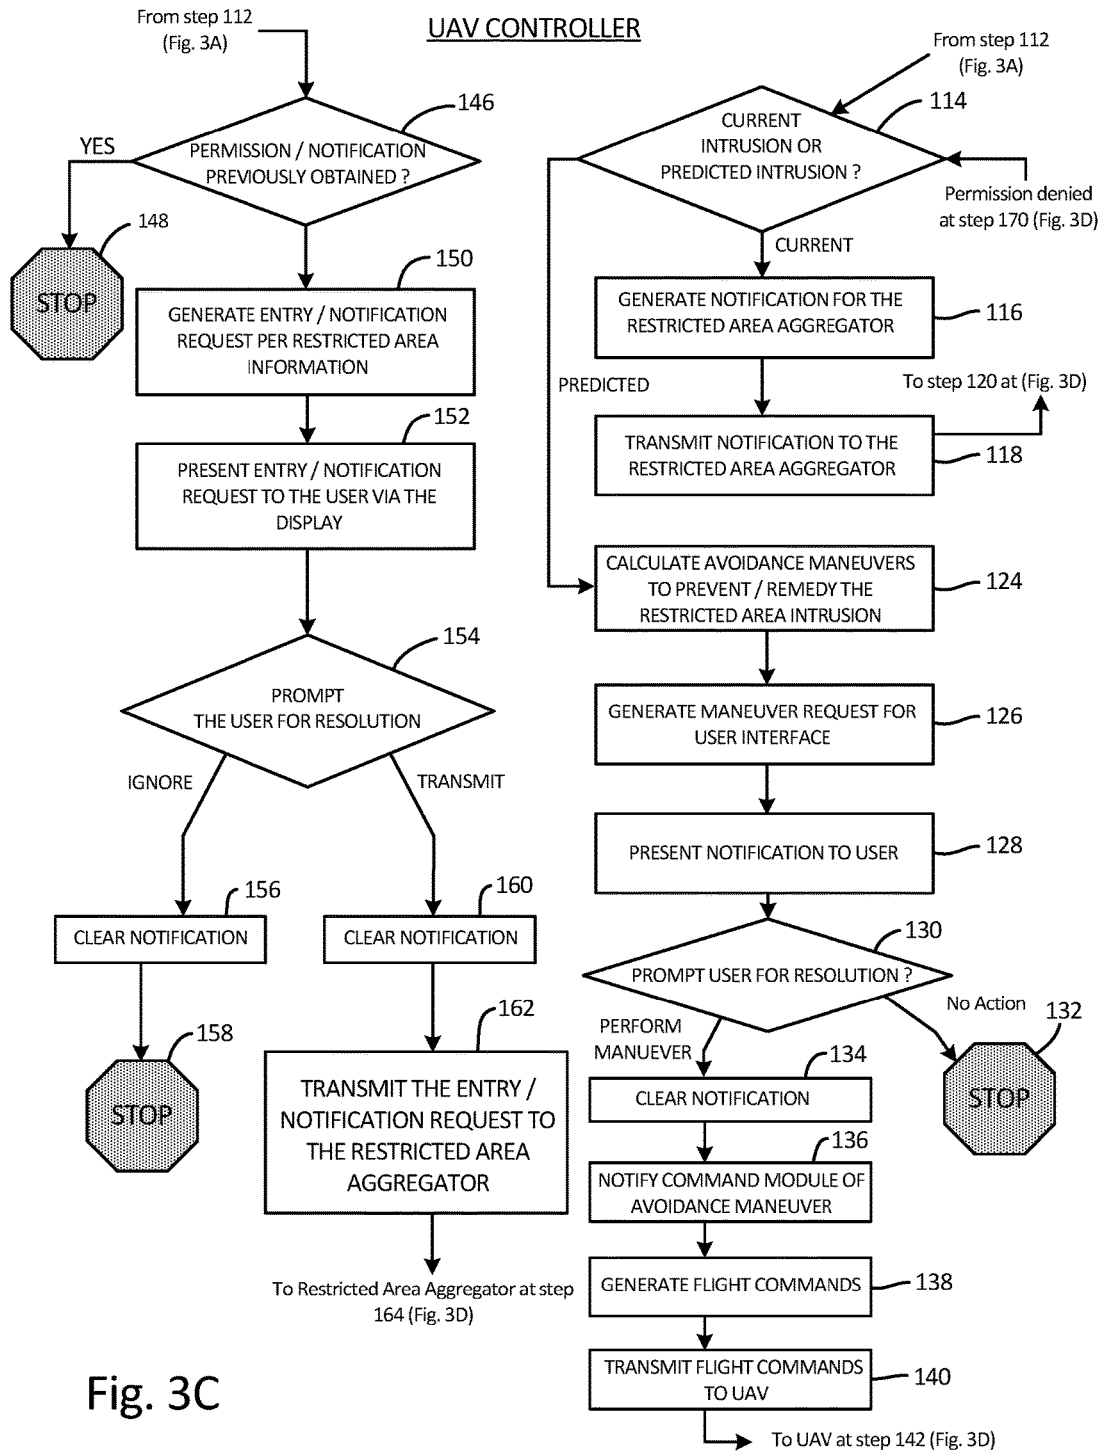 UAV CONTROLLER
From step 112
(Fig. 3A)
146
PERMISSION / NOTIFICATION
PREVIOUSLY OBTAINED ?
YES
148
STOP
150
GENERATE ENTRY / NOTIFICATION
REQUEST PER RESTRICTED AREA
INFORMATION
152
PRESENT ENTRY / NOTIFICATION
REQUEST TO THE USER VIA THE
DISPLAY
154
PROMPT
THE USER FOR RESOLUTION
IGNORE
TRANSMIT
156
CLEAR NOTIFICATION
158
STOP
160
CLEAR NOTIFICATION
162
TRANSMIT THE ENTRY /
NOTIFICATION REQUEST TO
THE RESTRICTED AREA
AGGREGATOR
To Restricted Area Aggregator at step
164 (Fig. 3D)
From step 112
(Fig. 3A)
114
CURRENT
INTRUSION OR
PREDICTED INTRUSION ?
Permission denied
at step 170 (Fig. 3D)
CURRENT
GENERATE NOTIFICATION FOR THE
RESTRICTED AREA AGGREGATOR
116
PREDICTED
To step 120 at (Fig. 3D)
TRANSMIT NOTIFICATION TO THE
RESTRICTED AREA AGGREGATOR
118
CALCULATE AVOIDANCE MANEUVERS
TO PREVENT / REMEDY THE
RESTRICTED AREA INTRUSION
124
GENERATE MANEUVER REQUEST FOR
USER INTERFACE
126
PRESENT NOTIFICATION TO USER
128
130
PROMPT USER FOR RESOLUTION ?
No Action
132
STOP
PERFORM
MANUEVER
134
CLEAR NOTIFICATION
136
NOTIFY COMMAND MODULE OF
AVOIDANCE MANEUVER
GENERATE FLIGHT COMMANDS
138
TRANSMIT FLIGHT COMMANDS
TO UAV
140
To UAV at step 142 (Fig. 3D)
Fig. 3C